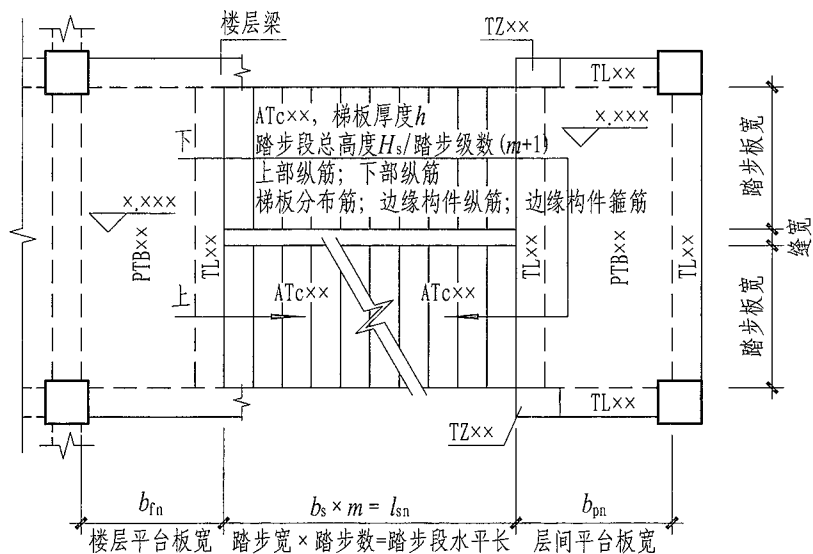 楼层梁
TZ××
TL××
ATc××，梯板厚度h
踏步段总高度Hs/踏步级数(m+1)
上部纵筋；下部纵筋
梯板分布筋；边缘构件纵筋；边缘构件箍筋
下
×.×××
×.×××
踏步板宽
缝宽
踏步板宽
PTB××
TL××
TL××
PTB××
TL××
上
ATc××
ATc××
TL××
TZ××
bfn
bs × m = lsn
bpn
楼层平台板宽
踏步宽×踏步数=踏步段水平长
层间平台板宽